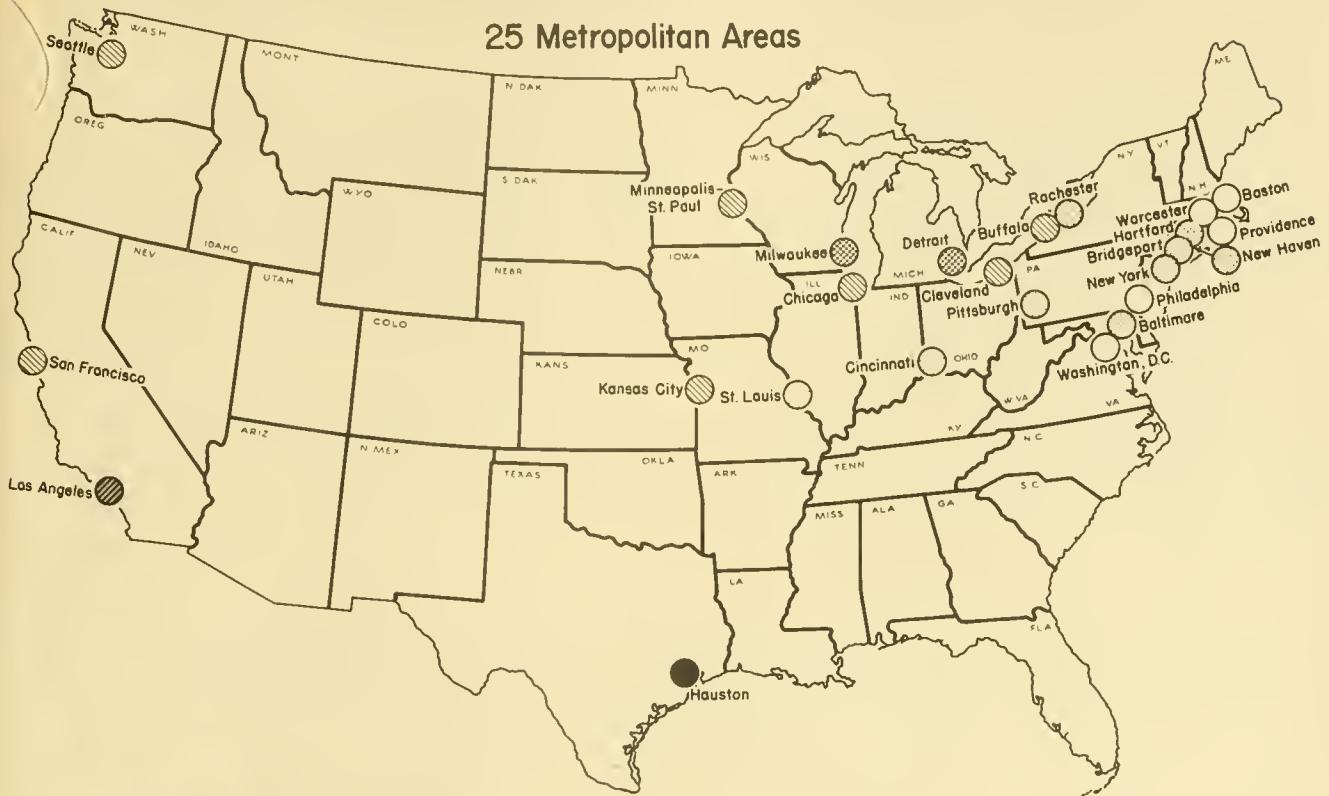 25 Metropolitan Areas
WASH
Seattle
MONT
N DAK
MINN
ME
OREG
WIS
N Y
VT
S DAK
WYO
Minneapolis-
St. Paul
Rochester
N H
Boston
Buffalo
Worcester
Hartford
Providence
CALIF
NEV
IDAHO
Milwaukee
Detroit
Bridgeport
New Haven
IOWA
UTAH
NEBR
ILL
MICH
PA
New York
Chicago
IND
Cleveland
Pittsburgh
Philadelphia
COLO
Baltimore
MO
San Francisco
KANS
Cincinnati
OHIO
Washington, D.C.
Kansas City
St. Louis
W VA
VA
ARIZ
N MEX
KY
N C
OKLA
TENN
Los Angeles
TEXAS
ARK
S C
MISS
ALA
GA
LA
FLA
Houston